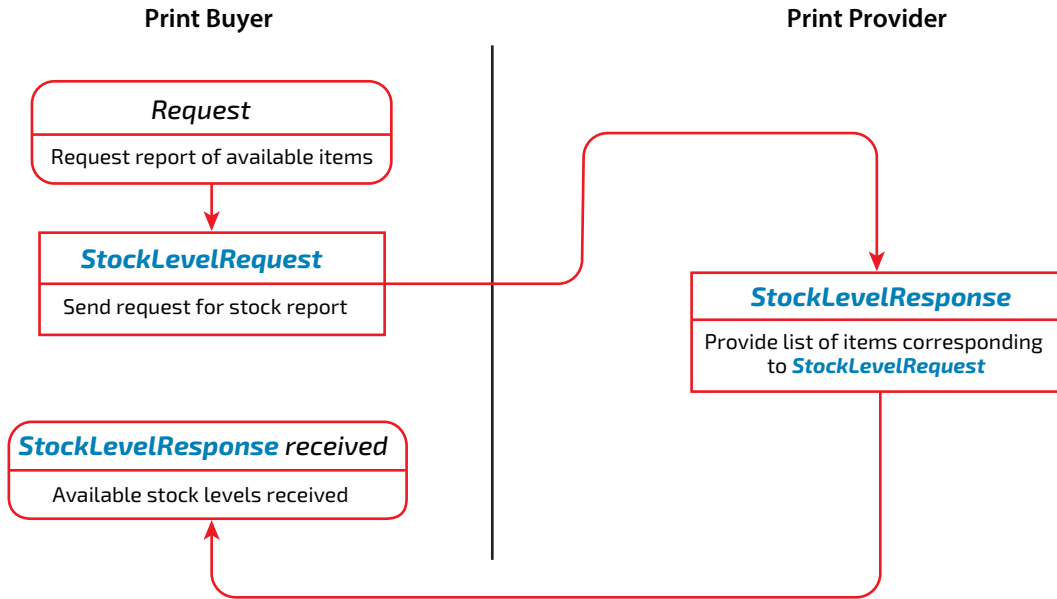 Print Buyer
Print Provider
Request
Request report of available items
StockLevelRequest
Send request for stock report
StockLevelResponse
Provide list of items corresponding
to StockLevelRequest
StockLevelResponse received
Available stock levels received